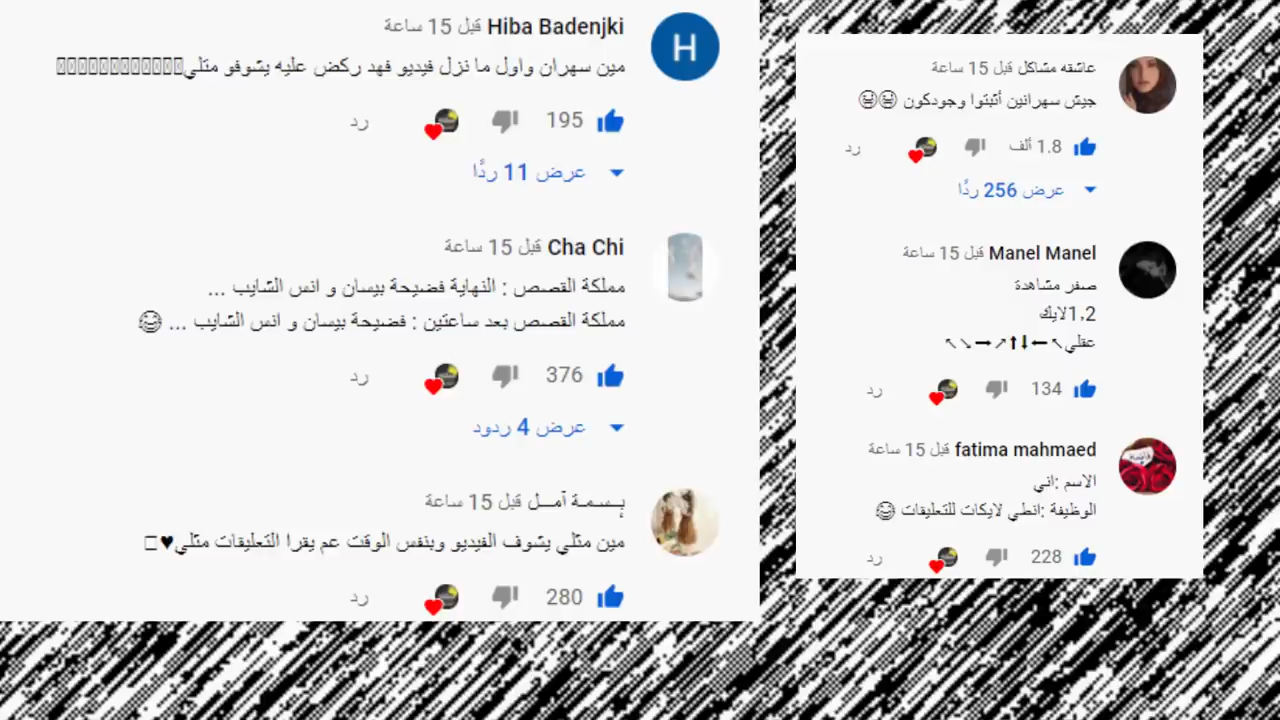 Hiba Badenjki قبل 15 ساعة
H
مين سهران واول ما نزل فيديو فهد ركض عليه يشوفو متلي
195
رد
عرض 11 ردًّا
Cha Chi قبل 15 ساعة
مملكة القصص : النهاية فضيحة بيسان و انس الشايب ...
مملكة القصص بعد ساعتين : فضيحة بيسان و انس الشايب ... 😂
376
رد
عرض 4 ردود
بِـــسـمـة آمـــل قبل 15 ساعة
مين متلي يشوف الفيديو وبنفس الوقت عم يقرا التعليقات متلي♥
280
رد
عاشقه مشاكل قبل 15 ساعة
جيش سهرانين أثبتوا وجودكون
1.8 ألف
رد
عرض 256 ردًّا
Manel Manel قبل 15 ساعة
صفر مشاهدة
1,2لايك
عقلي↖←⬇⬆↗→↘↖
134
رد
fatima mahmaed قبل 15 ساعة
الاسم :اني
الوظيفة :انطي لايكات للتعليقات 😂
228
رد